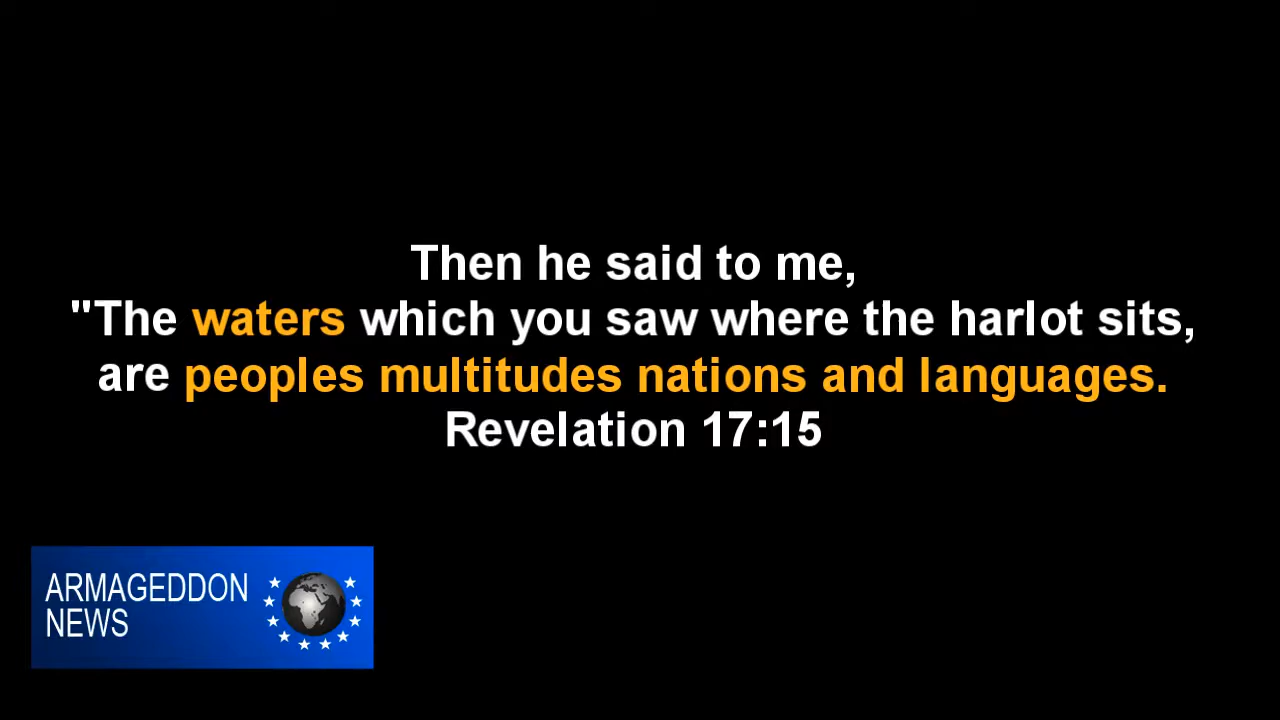 Then he said to me,
"The waters which you saw where the harlot sits,
are peoples multitudes nations and languages.
Revelation 17:15
ARMAGEDDON
NEWS